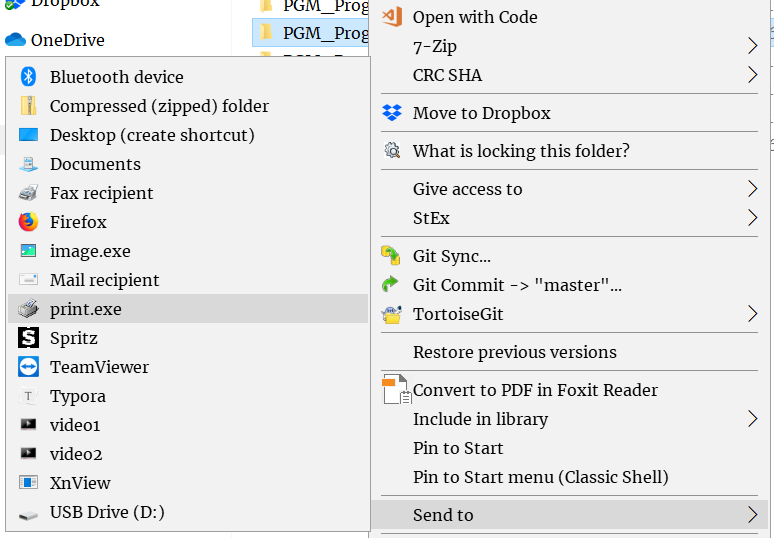 Dropbox
OneDrive
PGM_Prog
PGM_Prog
Bluetooth device
Compressed (zipped) folder
Desktop (create shortcut)
Documents
Fax recipient
Firefox
image.exe
Mail recipient
print.exe
Spritz
TeamViewer
Typora
video1
video2
XnView
USB Drive (D:)
Open with Code
7-Zip
CRC SHA
Move to Dropbox
What is locking this folder?
Give access to
StEx
Git Sync...
Git Commit -> "master"...
TortoiseGit
Restore previous versions
Convert to PDF in Foxit Reader
Include in library
Pin to Start
Pin to Start menu (Classic Shell)
Send to